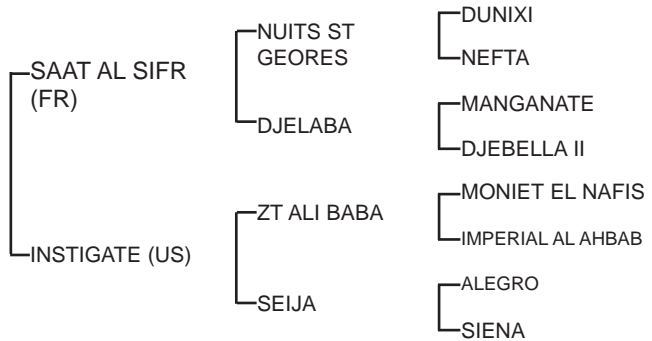 SAAT AL SIFR
(FR)
INSTIGATE (US)
NUITS ST
GEORES
DJELABA
ZT ALI BABA
SEIJA
DUNIXI
NEFTA
MANGANATE
DJEBELLA II
MONIET EL NAFIS
IMPERIAL AL AHBAB
ALEGRO
SIENA